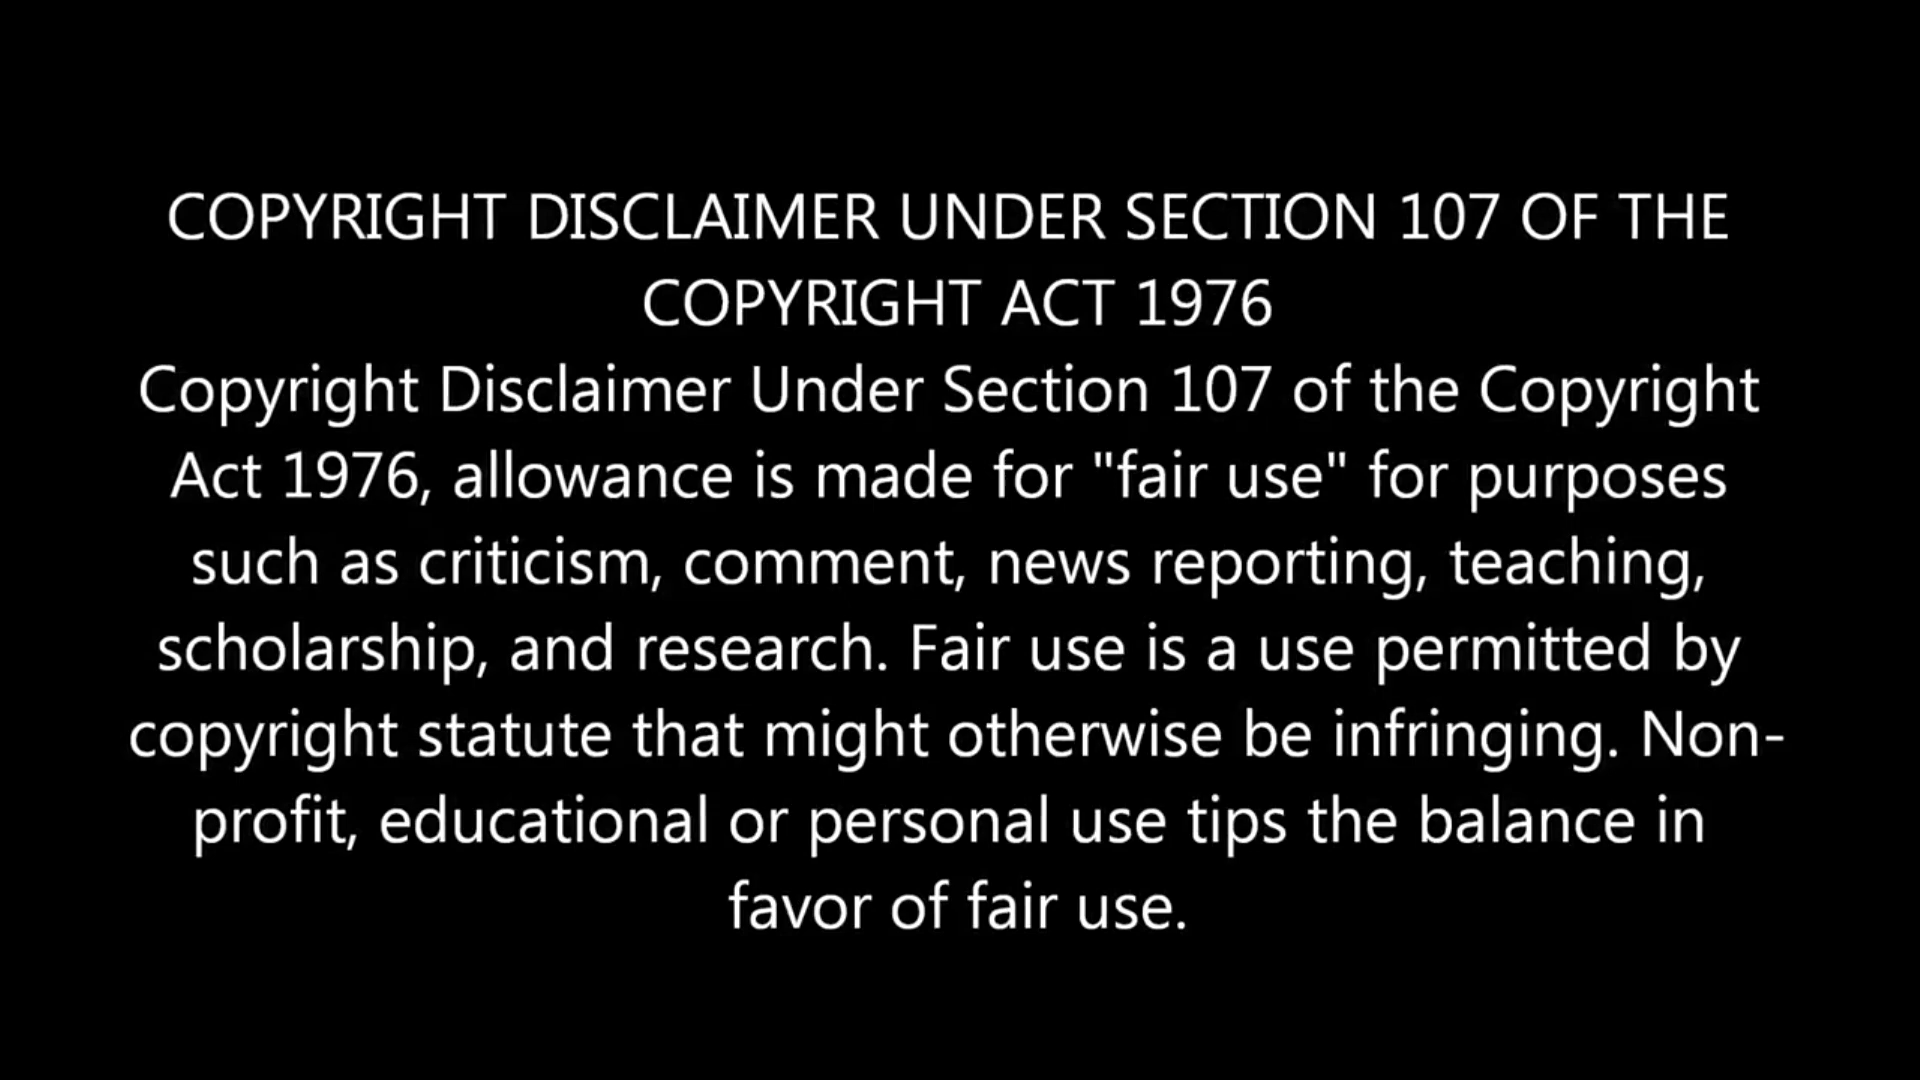 COPYRIGHT DISCLAIMER UNDER SECTION 107 OF THE
COPYRIGHT ACT 1976
Copyright Disclaimer Under Section 107 of the Copyright
Act 1976, allowance is made for "fair use" for purposes
such as criticism, comment, news reporting, teaching,
scholarship, and research. Fair use is a use permitted by
copyright statute that might otherwise be infringing. Non-
profit, educational or personal use tips the balance in
favor of fair use.